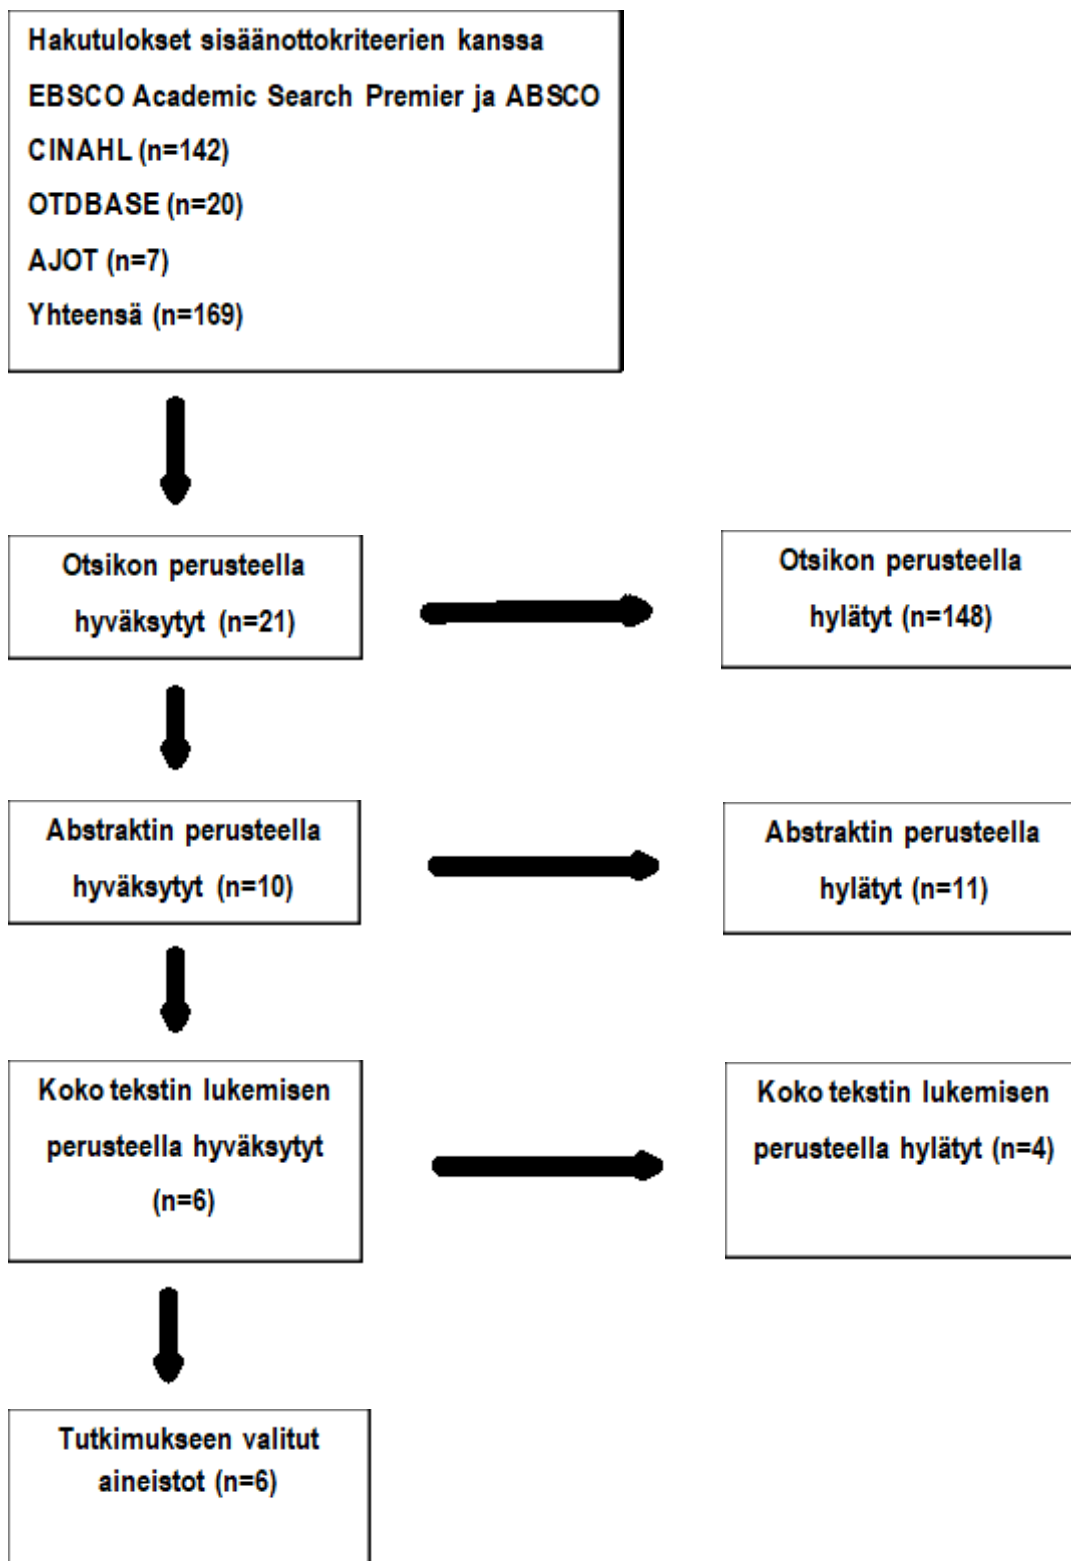 Hakutulokset sisäänottokriteerien kanssa
EBSCO Academic Search Premier ja ABSCO
CINAHL (n=142)
OTDBASE (n=20)
AJOT (n=7)
Yhteensä (n=169)
Otsikon perusteella
hyväksytyt (n=21)
Otsikon perusteella
hylätyt (n=148)
Abstraktin perusteella
hyväksytyt (n=10)
Abstraktin perusteella
hylätyt (n=11)
Koko tekstin lukemisen
perusteella hyväksytyt
(n=6)
Koko tekstin lukemisen
perusteella hylätyt (n=4)
Tutkimukseen valitut
aineistot (n=6)